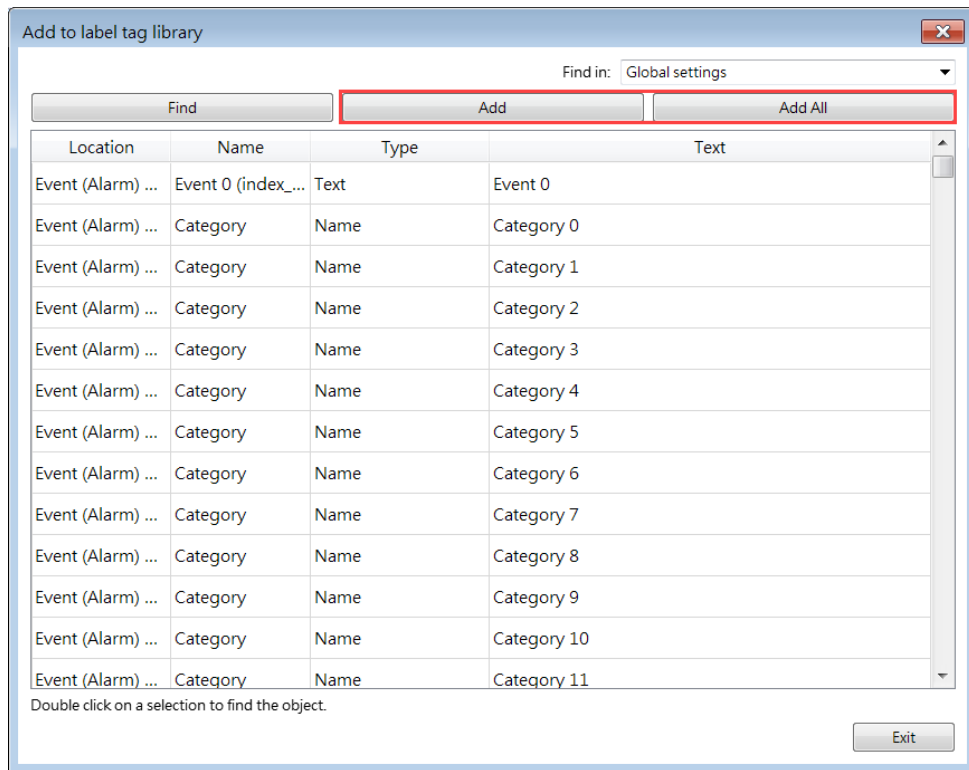 Add to label tag library
Find in: Global settings
Find Add Add All
Location Name Type Text
Event (Alarm) ... Event 0 (index_... Text Event 0
Event (Alarm) ... Category Name Category 0
Event (Alarm) ... Category Name Category 1
Event (Alarm) ... Category Name Category 2
Event (Alarm) ... Category Name Category 3
Event (Alarm) ... Category Name Category 4
Event (Alarm) ... Category Name Category 5
Event (Alarm) ... Category Name Category 6
Event (Alarm) ... Category Name Category 7
Event (Alarm) ... Category Name Category 8
Event (Alarm) ... Category Name Category 9
Event (Alarm) ... Category Name Category 10
Event (Alarm) ... Category Name Category 11
Double click on a selection to find the object.
Exit